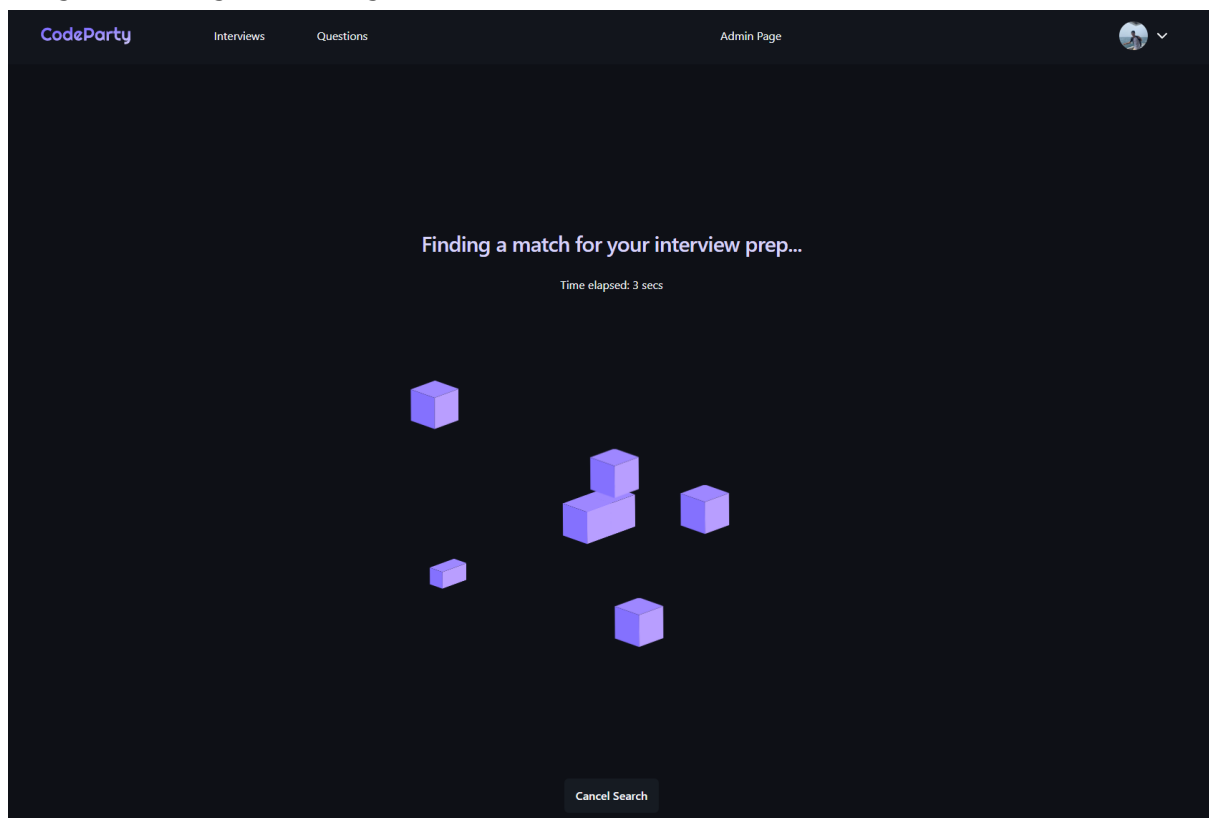 CodeParty
Interviews
Questions
Admin Page
Finding a match for your interview prep...
Time elapsed: 3 secs
Cancel Search